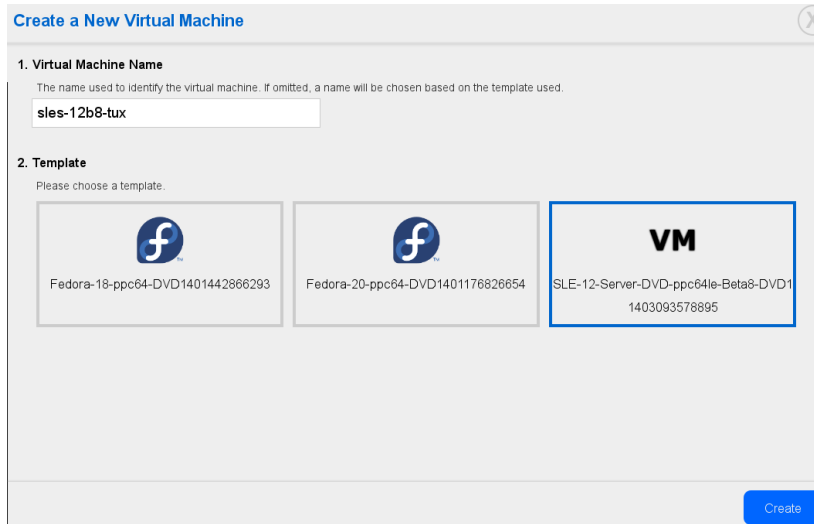 Create a New Virtual Machine
X
1. Virtual Machine Name
The name used to identify the virtual machine. If omitted, a name will be chosen based on the template used.
sles-12b8-tux
2. Template
Please choose a template.
VM
Fedora-18-ppc64-DVD1401442866293
Fedora-20-ppc64-DVD1401176826654
SLE-12-Server-DVD-ppc64le-Beta8-DVD1
1403093578895
Create